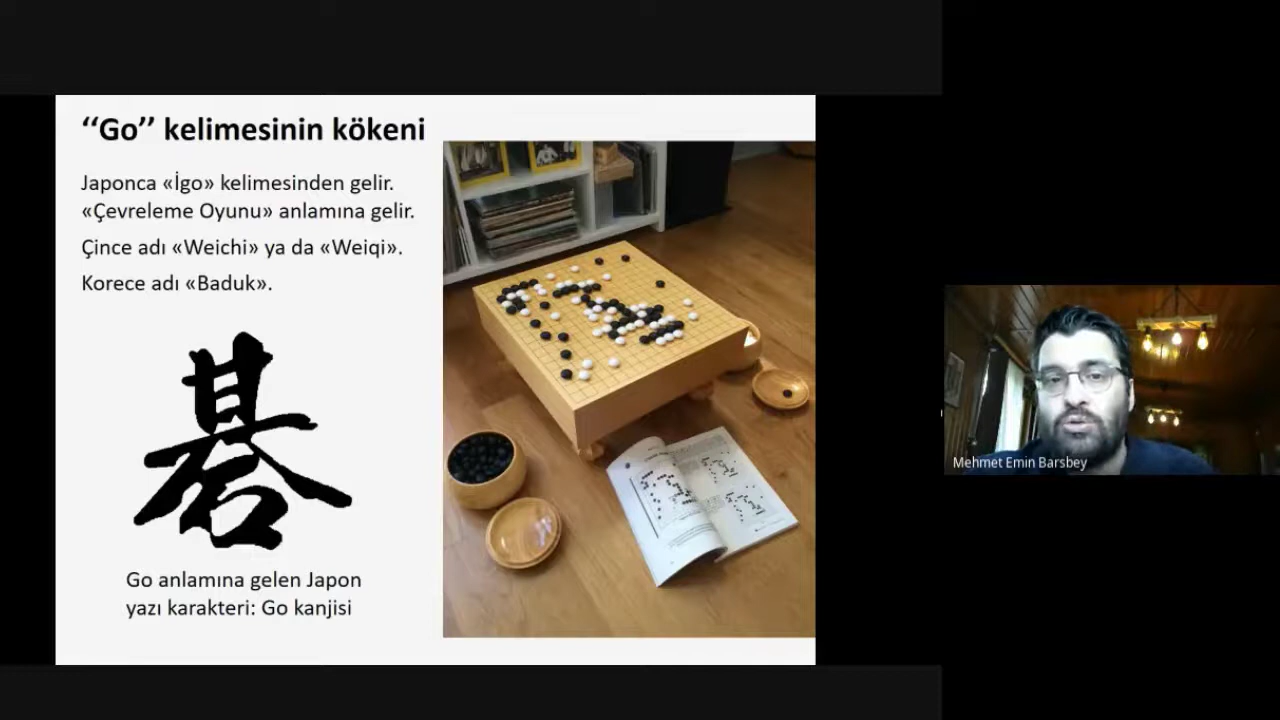 “Go” kelimesinin kökeni
Japonca «İgo» kelimesinden gelir.
«Çevreleme Oyunu» anlamına gelir.
Çince adı «Weichi» ya da «Weiqi».
Korece adı «Baduk».
碁
Go anlamına gelen Japon
yazı karakteri: Go kanjisi
Mehmet Emin Barsbey